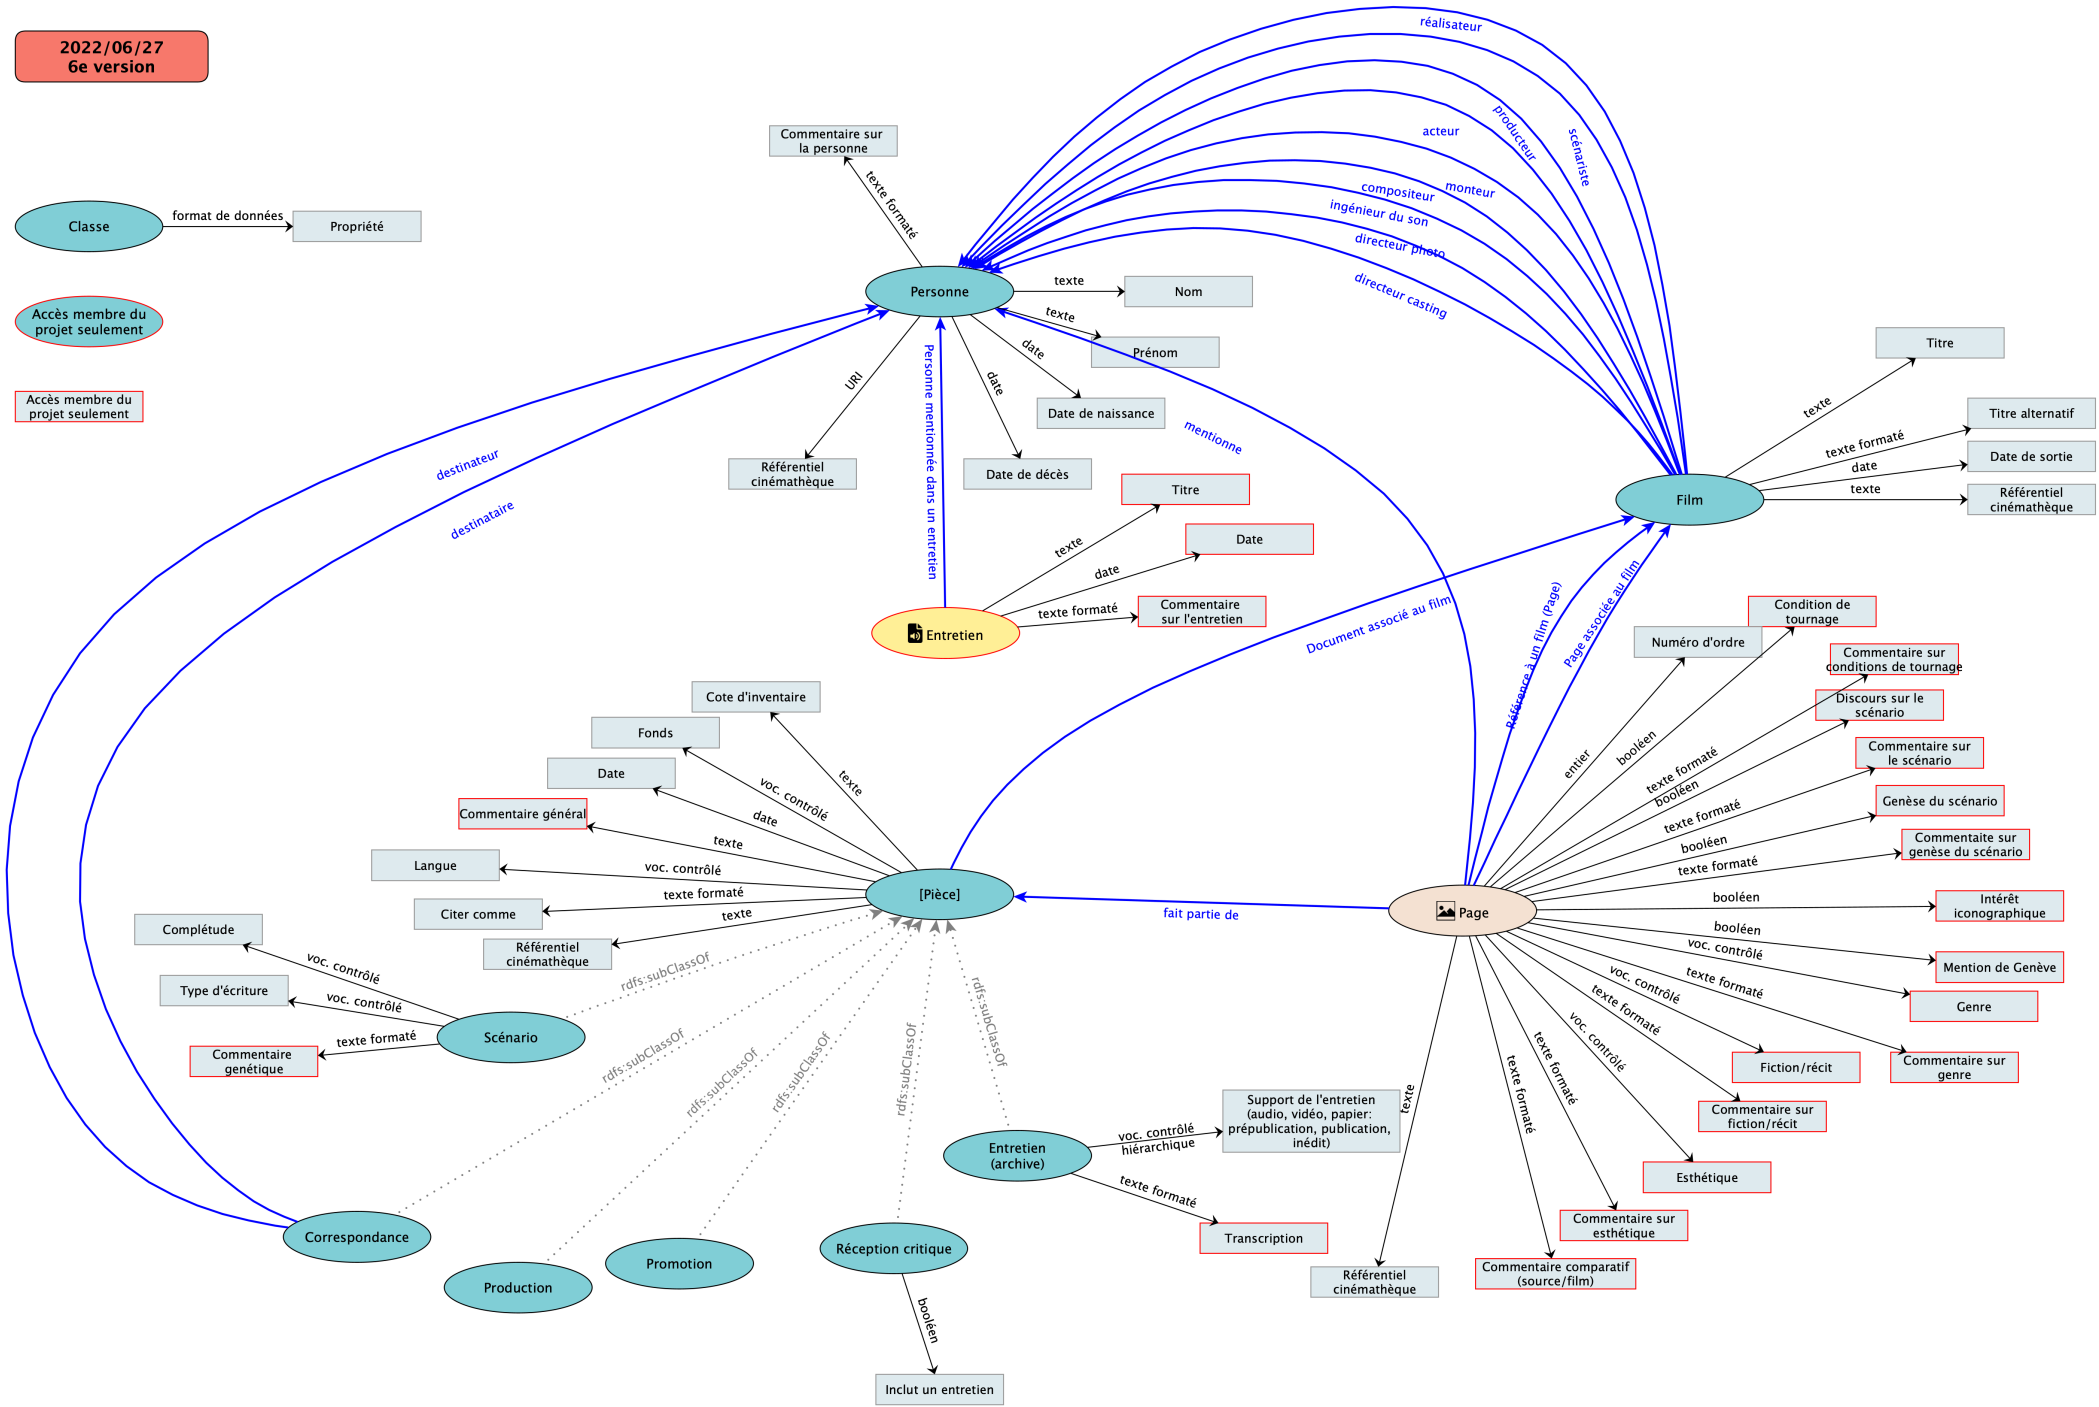 2022/06/27
6e version
Classe
format de données
Propriété
Accès membre du
projet seulement
Accès membre du
projet seulement
réalisateur
scénariste
producteur
acteur
monteur
compositeur
ingénieur du son
directeur photo
directeur casting
Commentaire sur
la personne
texte formaté
Personne
texte
Nom
texte
Prénom
date
Date de naissance
date
Date de décès
URI
Référentiel
cinémathèque
Personne mentionnée dans un entretien
mentionne
destinateur
destinataire
Film
texte
Titre
texte formaté
Titre alternatif
date
Date de sortie
texte
Référentiel
cinémathèque
Entretien
texte
Titre
date
Date
texte formaté
Commentaire
sur l'entretien
Document associé au film
Référence à un film (Page)
Page associée au film
[Pièce]
texte
Cote d'inventaire
voc. contrôlé
Fonds
date
Date
texte
Commentaire général
voc. contrôlé
Langue
texte formaté
Citer comme
texte
Référentiel
cinémathèque
fait partie de
Page
entier
Numéro d'ordre
booléen
Condition de
tournage
texte formaté
Commentaire sur
conditions de tournage
booléen
Discours sur le
scénario
texte formaté
Commentaire sur
le scénario
booléen
Genèse du scénario
texte formaté
Commentaite sur
genèse du scénario
booléen
Intérêt
iconographique
booléen
Mention de Genève
voc. contrôlé
Genre
texte formaté
Commentaire sur
genre
voc. contrôlé
Fiction/récit
texte formaté
Commentaire sur
fiction/récit
voc. contrôlé
Esthétique
texte formaté
Commentaire sur
esthétique
texte formaté
Commentaire comparatif
(source/film)
texte
Référentiel
cinémathèque
Scénario
voc. contrôlé
Complétude
voc. contrôlé
Type d'écriture
texte formaté
Commentaire
genétique
rdfs:subClassOf
rdfs:subClassOf
rdfs:subClassOf
rdfs:subClassOf
rdfs:subClassOf
rdfs:subClassOf
Correspondance
Production
Promotion
Réception critique
booléen
Inclut un entretien
Entretien
(archive)
voc. contrôlé
hiérarchique
Support de l'entretien
(audio, vidéo, papier:
prépublication, publication,
inédit)
texte formaté
Transcription